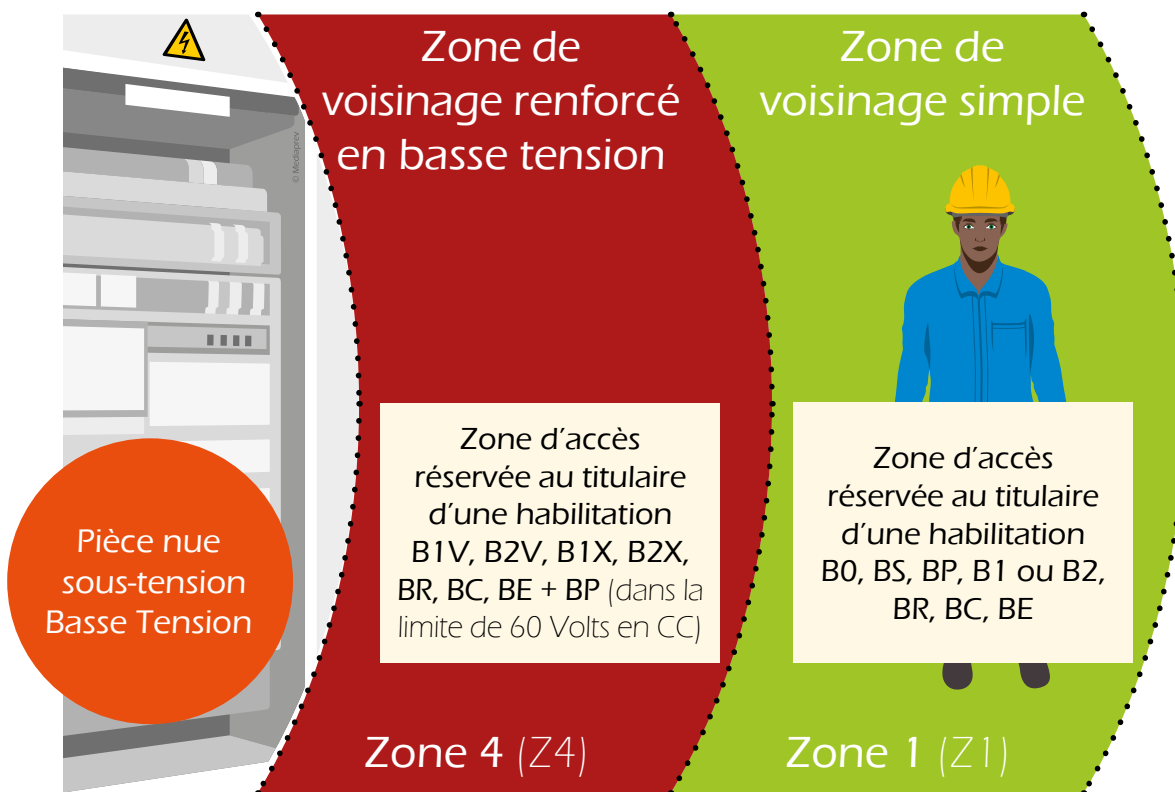 Zone de
voisinage renforcé
en basse tension
Zone de
voisinage simple
© Mediaprev
Zone d'accès
réservée au titulaire
d'une habilitation
B1V, B2V, B1X, B2X,
BR, BC, BE + BP (dans la
limite de 60 Volts en CC)
Zone d'accès
réservée au titulaire
d'une habilitation
B0, BS, BP, B1 ou B2,
BR, BC, BE
Pièce nue
sous-tension
Basse Tension
Zone 4 (Z4)
Zone 1 (Z1)